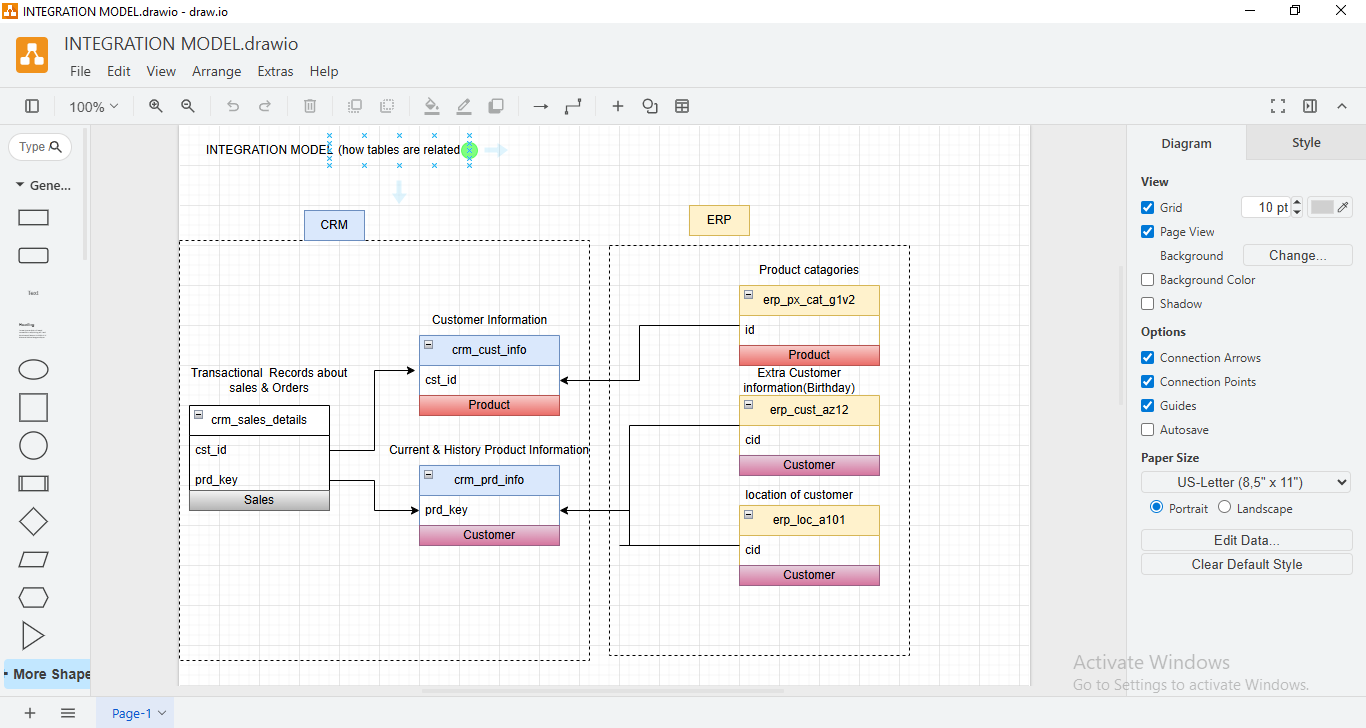 INTEGRATION MODEL.drawio - draw.io
INTEGRATION MODEL.drawio
File Edit View Arrange Extras Help
100%
Type
Gene...
Text
Heading
More Shape
INTEGRATION MODEL (how tables are related
CRM
ERP
Product catagories
erp_px_cat_g1v2
id
Product
Customer Information
crm_cust_info
cst_id
Product
Extra Customer
information(Birthday)
erp_cust_az12
cid
Customer
Transactional Records about
sales & Orders
crm_sales_details
cst_id
prd_key
Sales
Current & History Product Information
crm_prd_info
prd_key
Customer
location of customer
erp_loc_a101
cid
Customer
Diagram Style
View
Grid 10 pt
Page View
Background Change...
Background Color
Shadow
Options
Connection Arrows
Connection Points
Guides
Autosave
Paper Size
US-Letter (8,5" x 11")
Portrait Landscape
Edit Data...
Clear Default Style
Activate Windows
Go to Settings to activate Windows.
Page-1